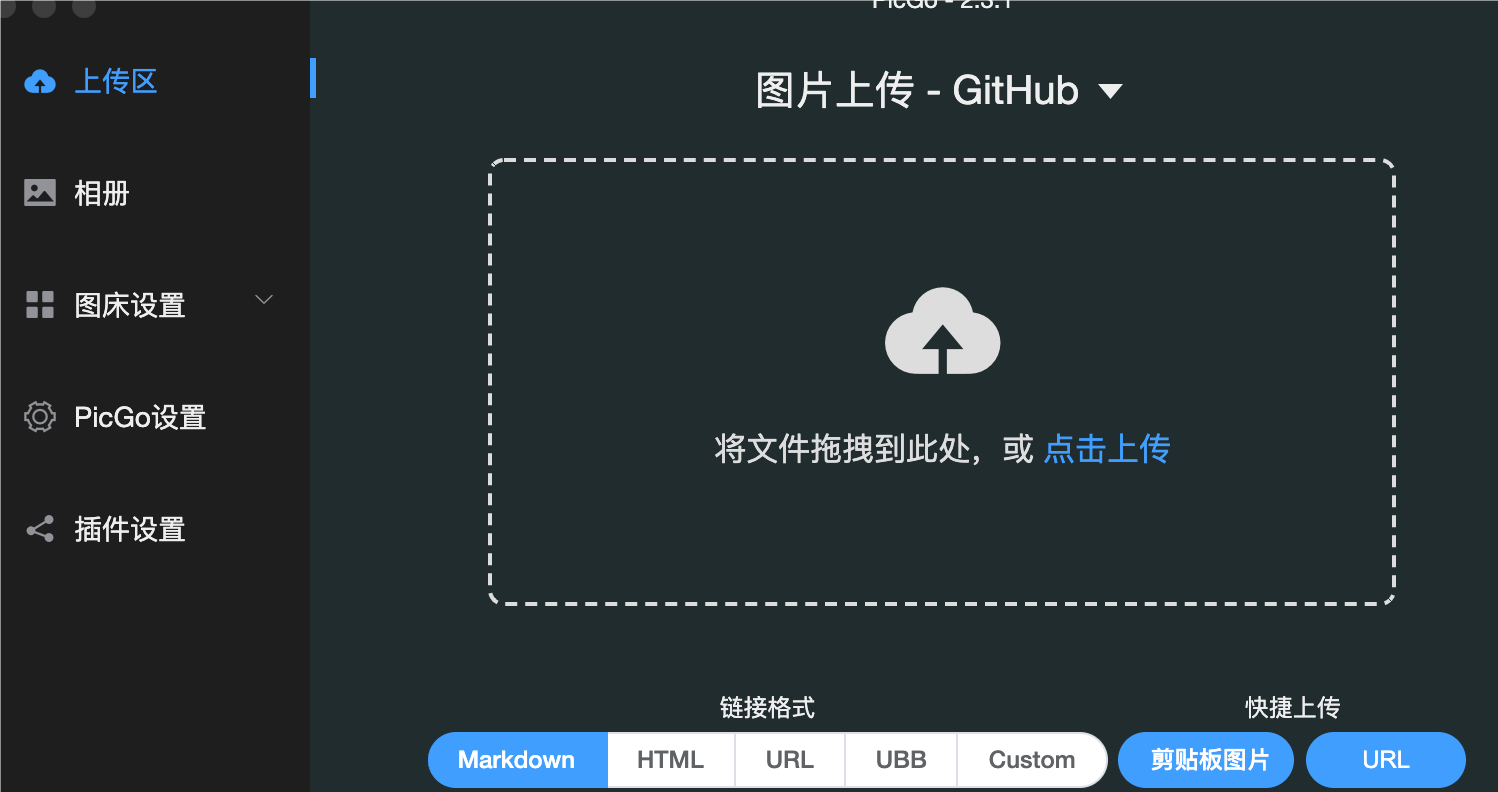 PicGo - 2.3.1
上传区
图片上传 - GitHub
相册
图床设置
PicGo设置
插件设置
将文件拖拽到此处，或 点击上传
链接格式
快捷上传
Markdown HTML URL UBB Custom 剪贴板图片 URL